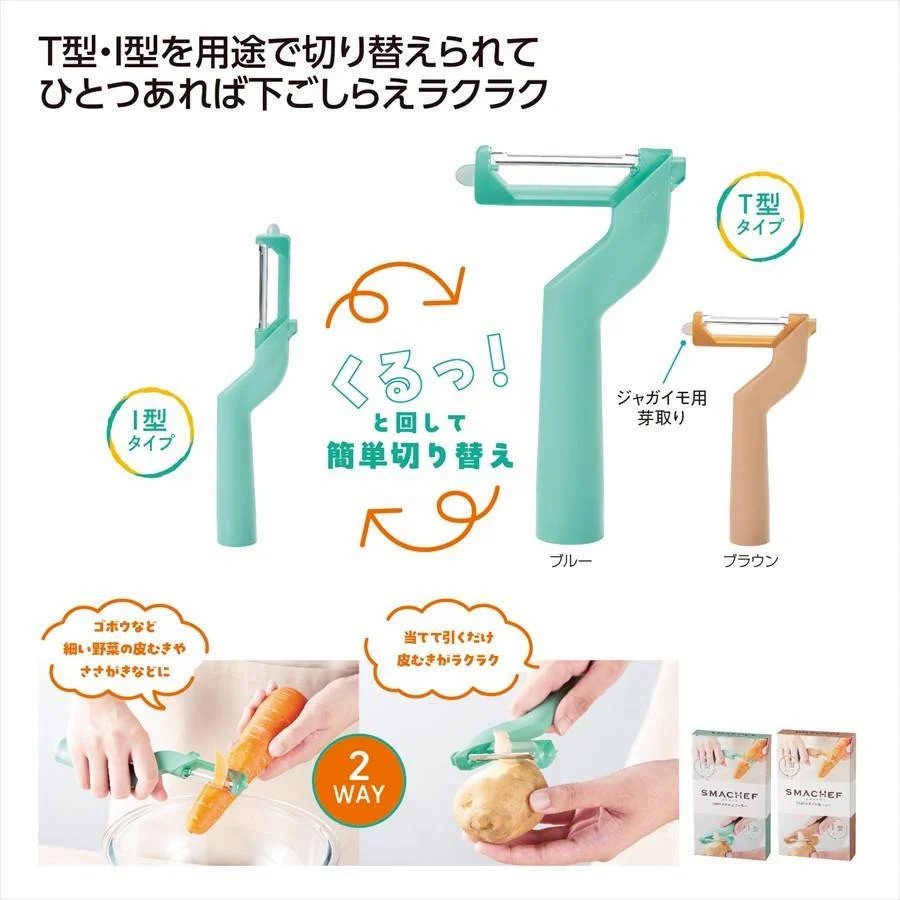 T型・I型を用途で切り替えられて
ひとつあれば下ごしらえラクラク
T型
タイプ
I型
タイプ
くるっ!
と回して
簡単切り替え
ジャガイモ用
芽取り
ブルー
ブラウン
ゴボウなど
細い野菜の皮むきや
ささがきなどに
当てて引くだけ
皮むきがラクラク
2
WAY
SMACHEF
SMACHEF